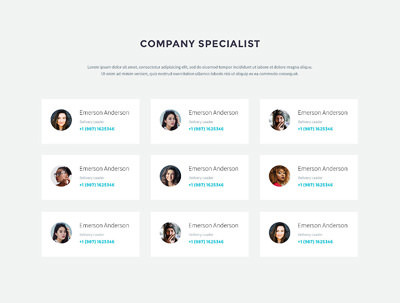 COMPANY SPECIALIST
Lorem ipsum dolor sit amet, consectetur adipisicing elit, sed do eiusmod tempor incididunt ut labore et dolore magna aliqua.
Ut enim ad minim veniam, quis nostrud exercitation ullamco laboris nisi ut aliquip ex ea commodo consequat.
Emerson Anderson Emerson Anderson Emerson Anderson
Delivery Leader Delivery Leader Delivery Leader
+1 (987) 1625346 +1 (987) 1625346 +1 (987) 1625346
Emerson Anderson Emerson Anderson Emerson Anderson
Delivery Leader Delivery Leader Delivery Leader
+1 (987) 1625346 +1 (987) 1625346 +1 (987) 1625346
Emerson Anderson Emerson Anderson Emerson Anderson
Delivery Leader Delivery Leader Delivery Leader
+1 (987) 1625346 +1 (987) 1625346 +1 (987) 1625346